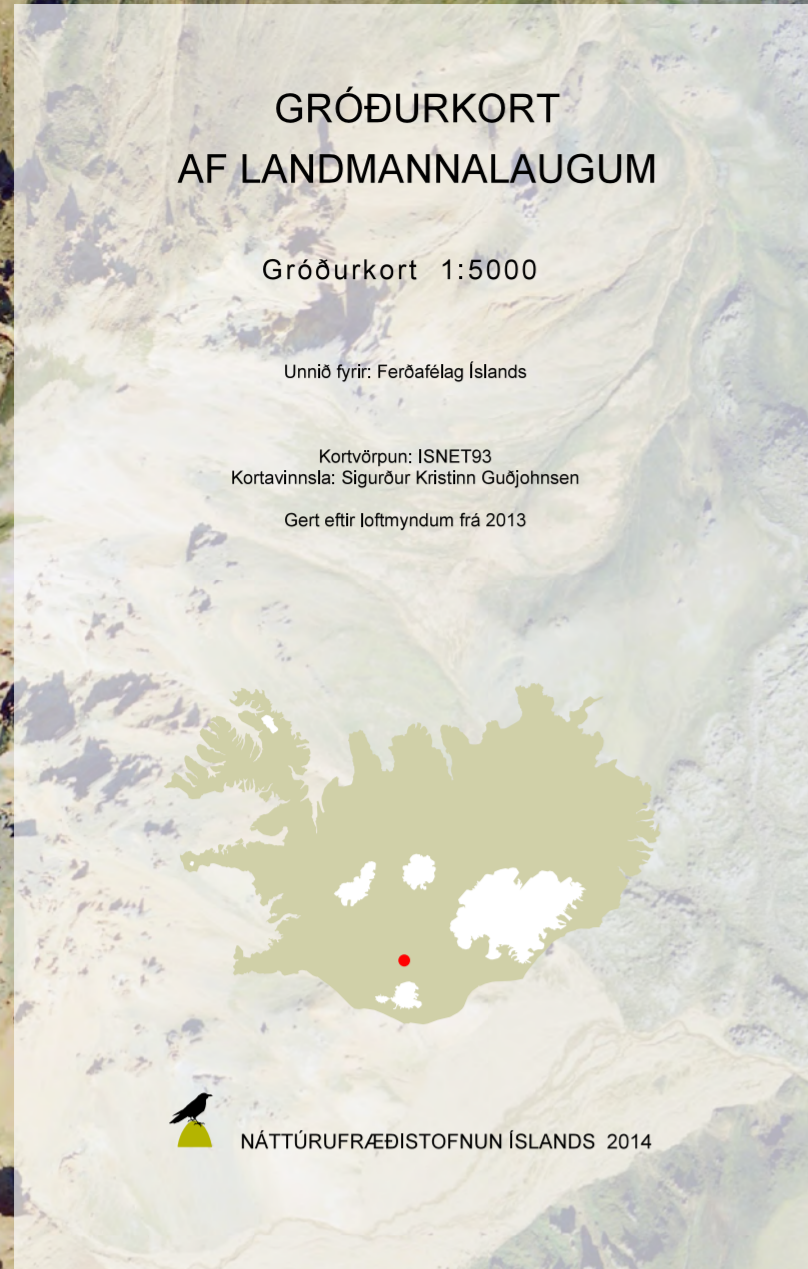 GRÓÐURKORT
AF LANDMANNALAUGUM
Gróðurkort 1:5000
Unnið fyrir: Ferðafélag Íslands
Kortvörpun: ISNET93
Kortavinnsla: Sigurður Kristinn Guðjohnsen
Gert eftir loftmyndum frá 2013
NÁTTÚRUFRÆÐISTOFNUN ÍSLANDS 2014